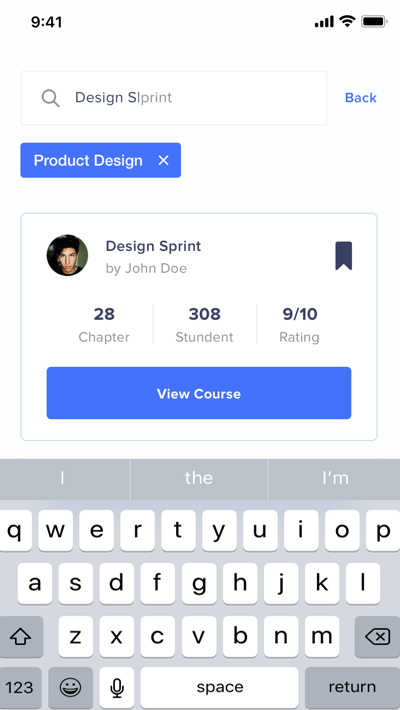 9:41
Design Sprint
Back
Product Design
Design Sprint
by John Doe
28 308 9/10
Chapter Stundent Rating
View Course
I the I'm
q w e r t y u i o p
a s d f g h j k l
z x c v b n m
123 space return